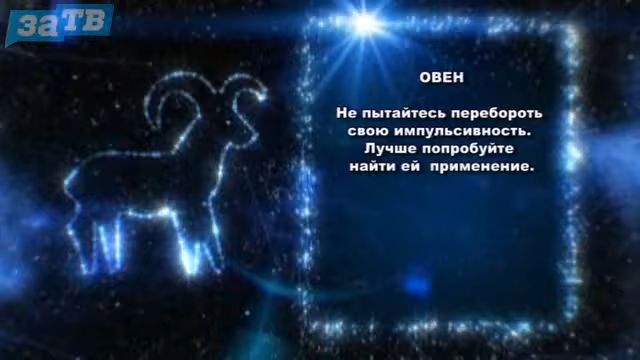 заТВ
ОВЕН
Не пытайтесь перебороть
свою импульсивность.
Лучше попробуйте
найти ей применение.